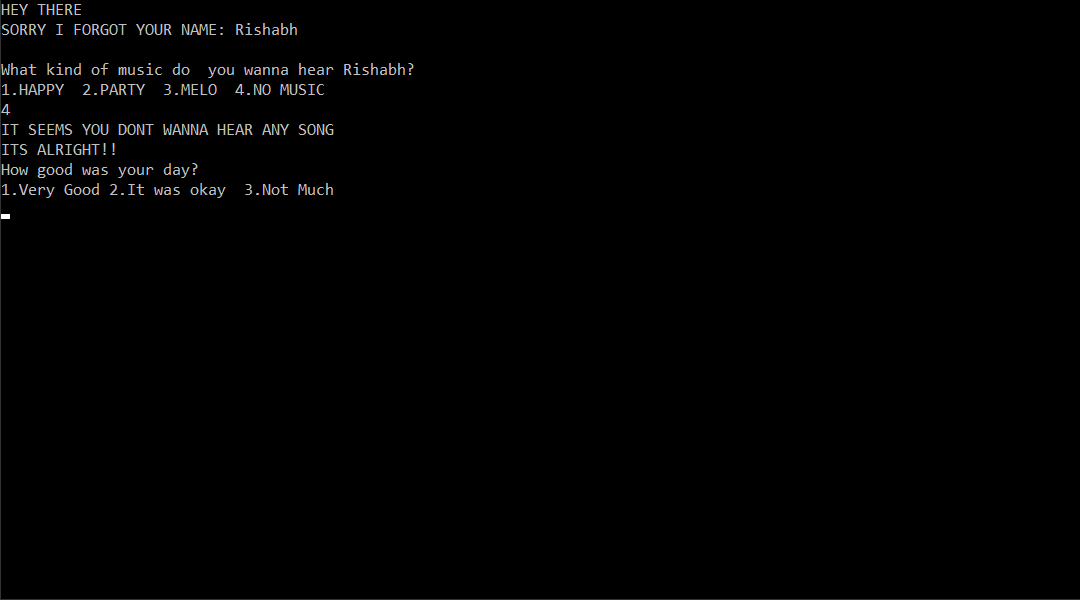 HEY THERE
SORRY I FORGOT YOUR NAME: Rishabh
What kind of music do  you wanna hear Rishabh?
1.HAPPY  2.PARTY  3.MELO  4.NO MUSIC
4
IT SEEMS YOU DONT WANNA HEAR ANY SONG
ITS ALRIGHT!!
How good was your day?
1.Very Good 2.It was okay  3.Not Much